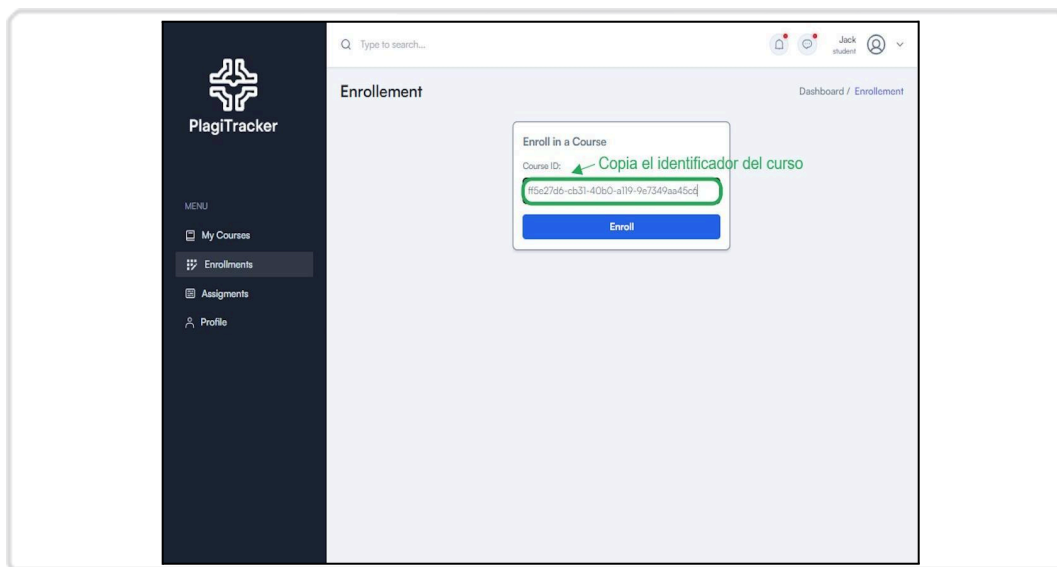 Type to search...
Jack
student
PlagiTracker
Enrollement
Dashboard / Enrollement
Enroll in a Course
Course ID:
Copia el identificador del curso
ff5e27d6-cb31-40b0-a119-9e7349aa45c6
Enroll
MENU
My Courses
Enrollments
Assigments
Profile